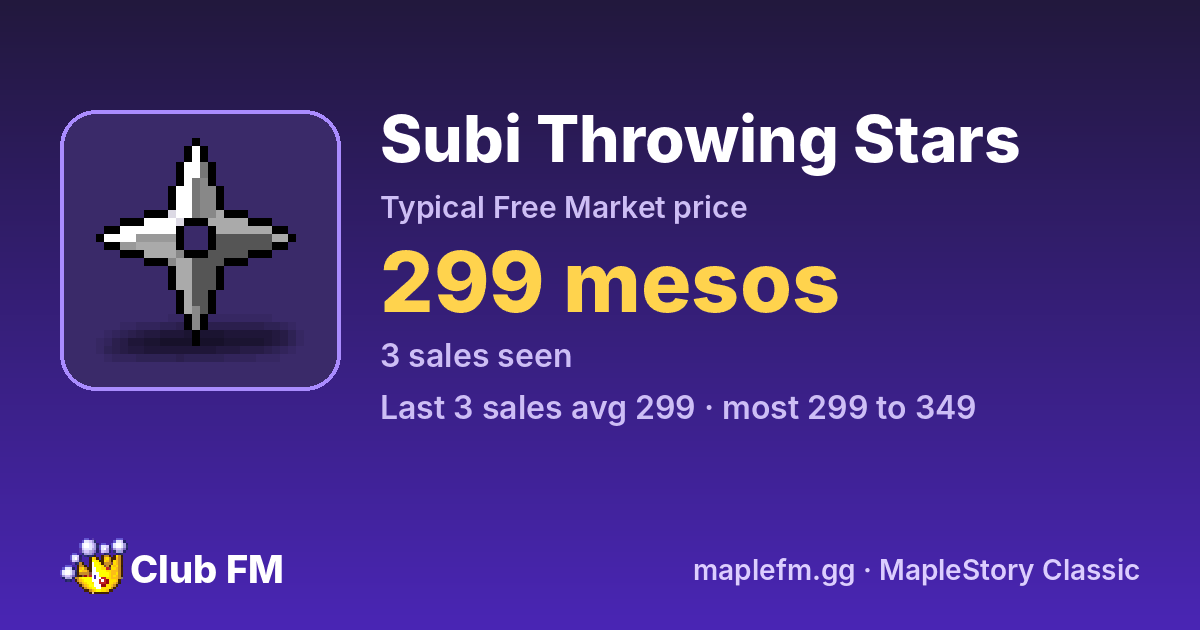 Subi Throwing Stars
Typical Free Market price
299 mesos
3 sales seen
Last 3 sales avg 299 · most 299 to 349
Club FM
maplefm.gg · MapleStory Classic